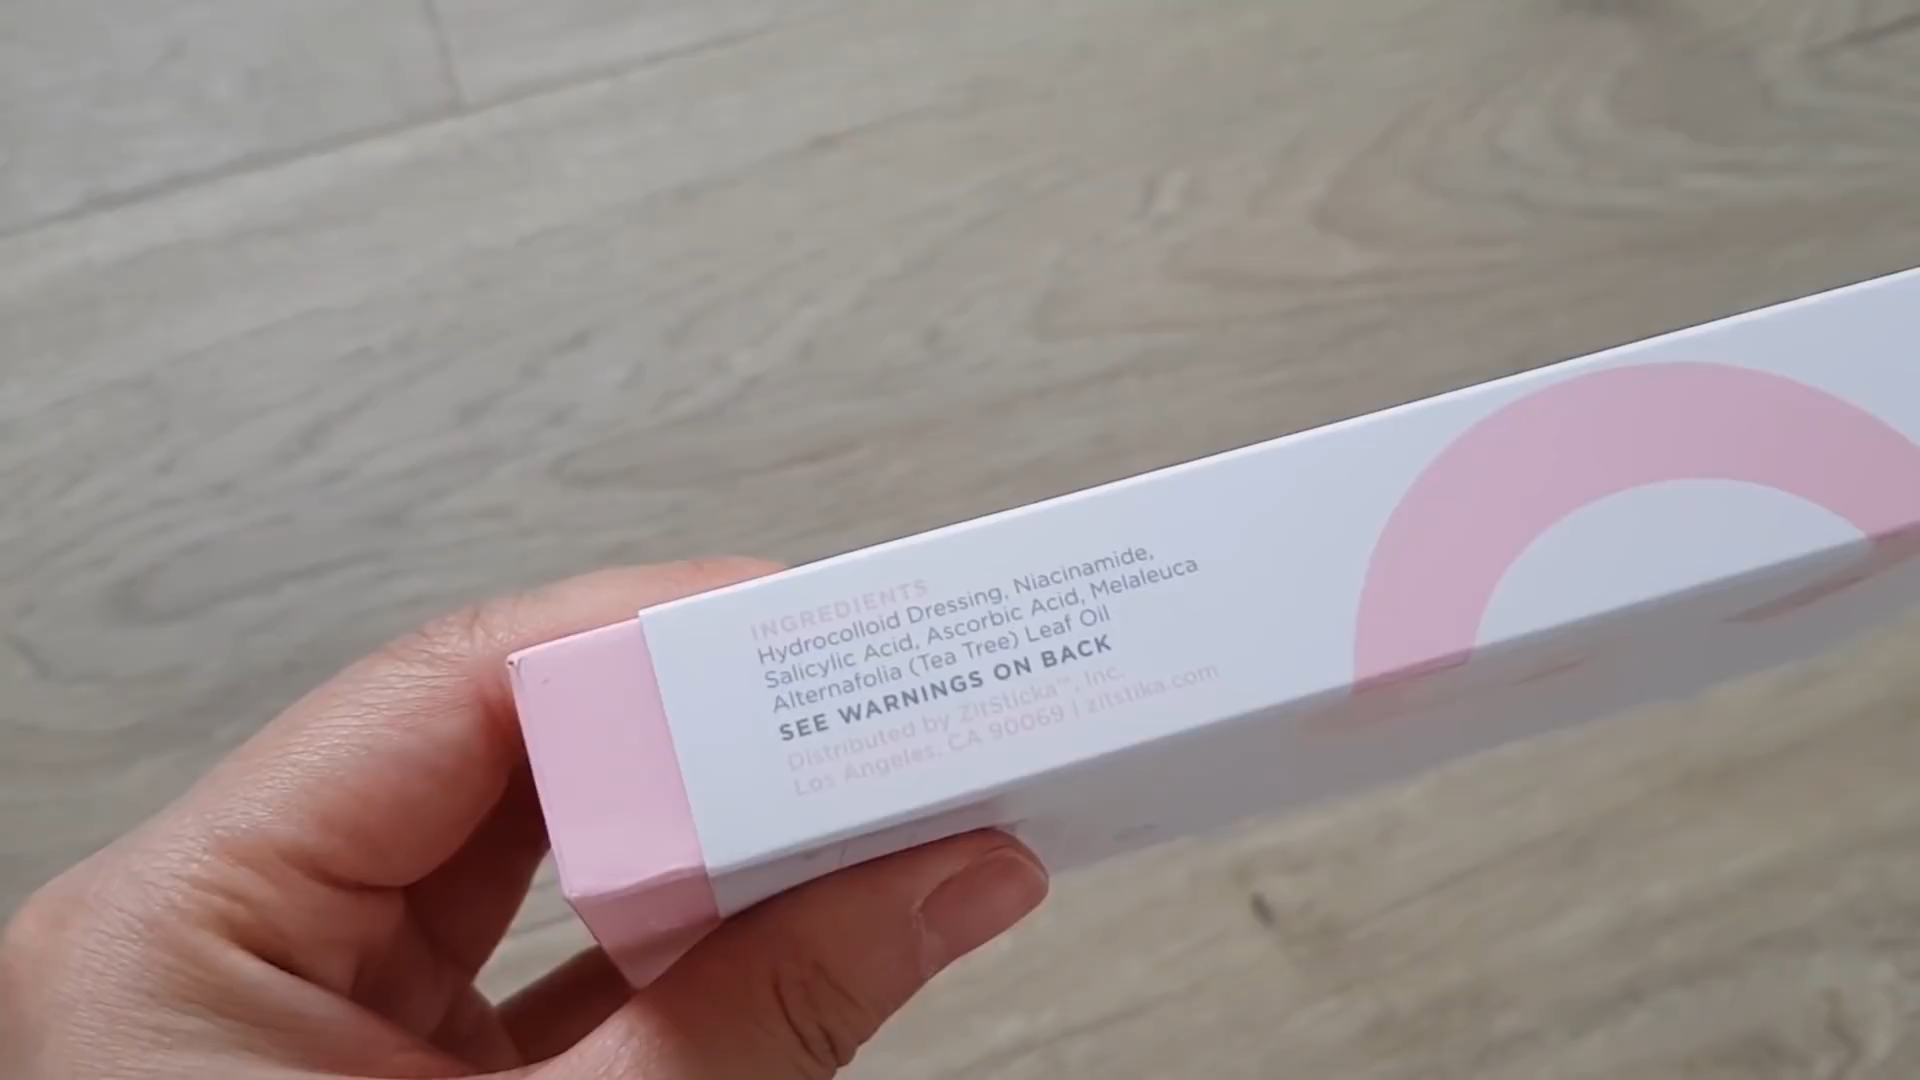 INGREDIENTS
Hydrocolloid Dressing, Niacinamide,
Salicylic Acid, Ascorbic Acid, Melaleuca
Alternafolia (Tea Tree) Leaf Oil
SEE WARNINGS ON BACK
Distributed by ZitSticka™, Inc.
Los Angeles, CA 90069 | zitstika.com